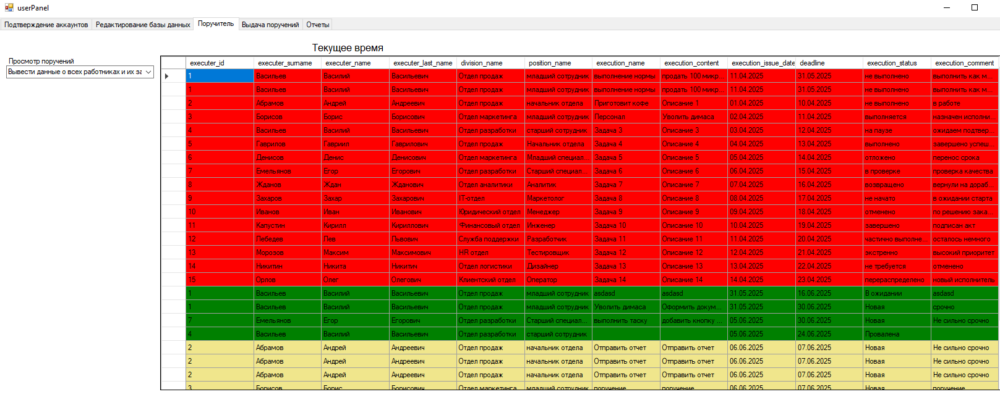 userPanel
Подтверждение аккаунтов Редактирование базы данных Поручитель Выдача поручений Отчеты
Текущее время
Просмотр поручений
Вывести данные о всех работниках и их за
executer_id executer_surname executer_name executer_last_name division_name position_name execution_name execution_content execution_issue_date deadline execution_status execution_comment
1 Васильев Василий Васильевич Отдел продаж младший сотрудник выполнение нормы продать 100 микр... 11.04.2025 31.05.2025 не выполнено выполнить как м...
1 Васильев Василий Васильевич Отдел продаж младший сотрудник выполнение нормы продать 100 микр... 11.04.2025 31.05.2025 не выполнено выполнить как м...
2 Абрамов Андрей Андреевич Отдел продаж начальник отдела Приготовит кофе Описание 1 01.04.2025 10.04.2025 не выполнено в работе
3 Борисов Борис Борисович Отдел маркетинга младший сотрудник Персонал Уволить димаса 02.04.2025 11.04.2025 выполняется назначен исполни...
4 Васильев Василий Васильевич Отдел разработки старший сотрудник Задача 3 Описание 3 03.04.2025 12.04.2025 на паузе ожидаем подтвер...
5 Гаврилов Гавриил Гаврилович Отдел продаж Начальник отдела Задача 4 Описание 4 04.04.2025 13.04.2025 выполнено завершено успеш...
6 Денисов Денис Денисович Отдел маркетинга Младший специал... Задача 5 Описание 5 05.04.2025 14.04.2025 отложено перенос срока
7 Емельянов Егор Егорович Отдел разработки Старший специал... Задача 6 Описание 6 06.04.2025 15.04.2025 в проверке проверка качества
8 Жданов Ждан Жданович Отдел аналитики Аналитик Задача 7 Описание 7 07.04.2025 16.04.2025 возвращено вернули на дораб...
9 Захаров Захар Захарович IT-отдел Маркетолог Задача 8 Описание 8 08.04.2025 17.04.2025 не начато в ожидании старта
10 Иванов Иван Иванович Юридический отдел Менеджер Задача 9 Описание 9 09.04.2025 18.04.2025 отменено по решению зака...
11 Капустин Кирилл Кириллович Финансовый отдел Инженер Задача 10 Описание 10 10.04.2025 19.04.2025 завершено подписан акт
12 Лебедев Лев Львович Служба поддержки Разработчик Задача 11 Описание 11 11.04.2025 20.04.2025 частично выполне... осталось немного
13 Морозов Максим Максимович HR отдел Тестировщик Задача 12 Описание 12 12.04.2025 21.04.2025 экстренно высокий приоритет
14 Никитин Никита Никитич Отдел логистики Дизайнер Задача 13 Описание 13 13.04.2025 22.04.2025 не требуется отменено
15 Орлов Олег Олегович Клиентский отдел Оператор Задача 14 Описание 14 14.04.2025 23.04.2025 перераспределено новый исполнитель
1 Васильев Василий Васильевич Отдел продаж младший сотрудник asdasd asdasd 31.05.2025 16.06.2025 В ожидании asdasd
1 Васильев Василий Васильевич Отдел продаж младший сотрудник Уволить димаса Оформить докум... 31.05.2025 30.06.2025 Новая срочно
7 Емельянов Егор Егорович Отдел разработки Старший специал... выполнить таску добавить кнопку ... 05.06.2025 30.06.2025 Новая Не сильно срочно
4 Васильев Василий Васильевич Отдел разработки старший сотрудник 05.06.2025 24.06.2025 Провалена
2 Абрамов Андрей Андреевич Отдел продаж начальник отдела Отправить отчет Отправить отчет 06.06.2025 07.06.2025 Новая Не сильно срочно
2 Абрамов Андрей Андреевич Отдел продаж начальник отдела Отправить отчет Отправить отчет 06.06.2025 07.06.2025 Новая Не сильно срочно
2 Абрамов Андрей Андреевич Отдел продаж начальник отдела Отправить отчет Отправить отчет 06.06.2025 07.06.2025 Новая Не сильно срочно
3 Борисов Борис Борисович Отдел маркетинга младший сотрудник поручение поручение 06.06.2025 07.06.2025 Новая поручение